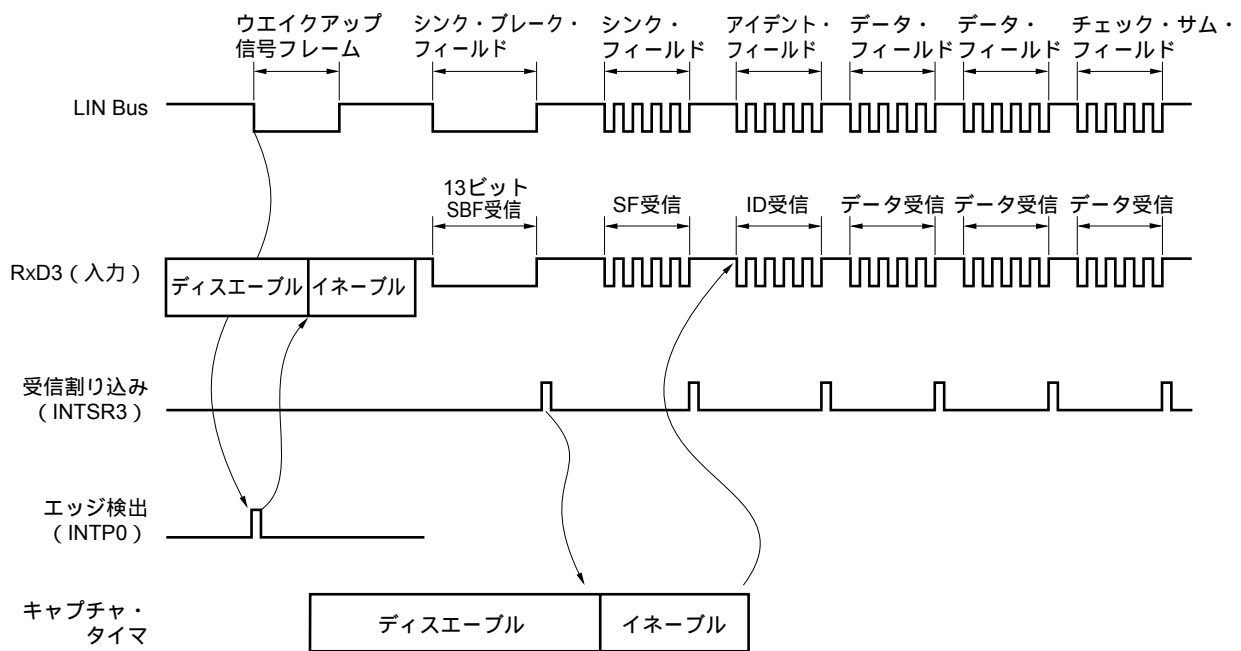 ウエイクアップ
信号フレーム
シンク・ブレーク・
フィールド
シンク・
フィールド
アイデント・
フィールド
データ・
フィールド
データ・
フィールド
チェック・サム・
フィールド
LIN Bus
13ビット
SBF受信
SF受信
ID受信
データ受信
データ受信
データ受信
RxD3（入力）
ディスエーブル
イネーブル
受信割り込み
（INTSR3）
エッジ検出
（INTP0）
キャプチャ・
タイマ
ディスエーブル
イネーブル